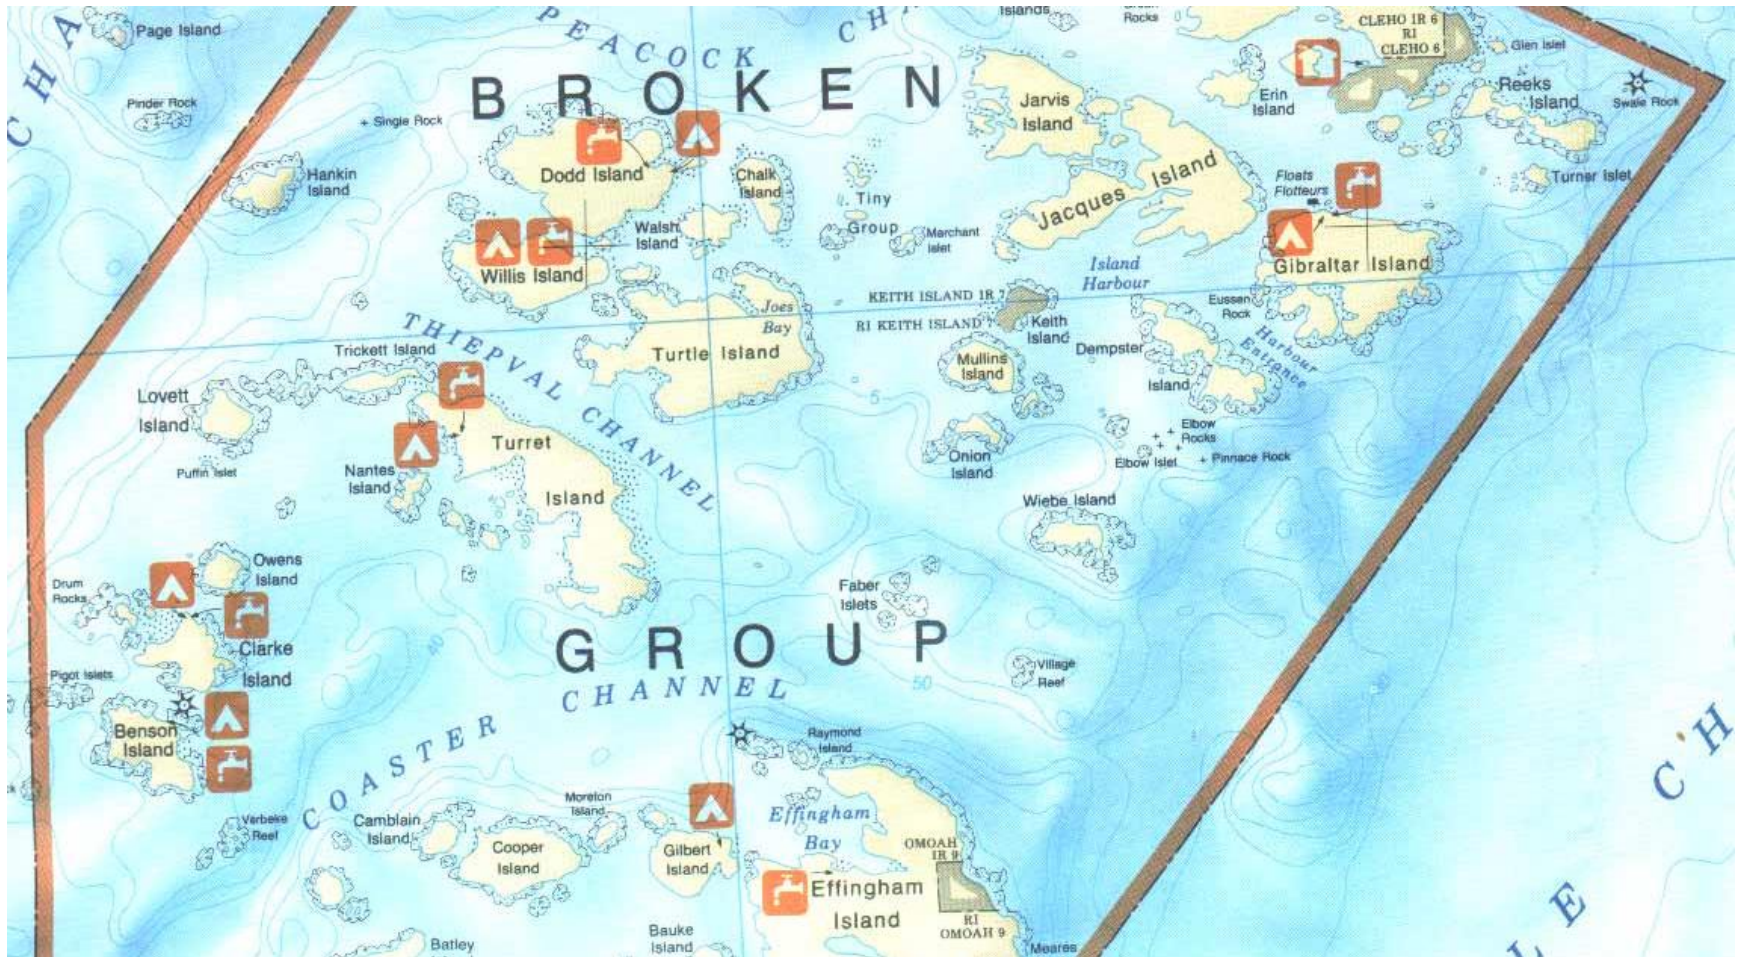 Page Island
PEACOCK
CHA
Islands
Rocks
CLEHO IR 6
RI
CLEHO 6
Glen Islet
CHA
BROKEN
Pinder Rock
Single Rock
Jarvis
Island
Erin
Island
Reeks
Island
Swale Rock
Hankin
Island
Dodd Island
Chalk
Island
Jacques Island
Floats
Flotteurs
Turner Islet
Tiny
Group
Merchant
Islet
Walsh
Island
Willis Island
Island
Harbour
Gibraltar Island
KEITH ISLAND IR 7
RI KEITH ISLAND 7
Keith
Island
Eussen
Rock
Harbour
Entrance
Joes
Bay
THIEPVAL CHANNEL
Trickett Island
Turtle Island
Mullins
Island
Dempster
Island
Lovett
Island
5
Turret
Island
Elbow
Rocks
Onion
Island
Elbow Islet
Pinnace Rock
Puffin Islet
Nantes
Island
Wiebe Island
Owens
Island
Drum
Rocks
Faber
Islets
GROUP
Clarke
Island
40
Pigot Islets
Village
Reef
50
COASTER CHANNEL
Benson
Island
Raymond
Island
Verbeke
Reef
Camblain
Island
Moreton
Island
Effingham
Bay
Cooper
Island
Gilbert
Island
OMOAH
IR 9
Effingham
Island
RI
OMOAH 9
Batley
Bauke
Island
Meares
LE CH